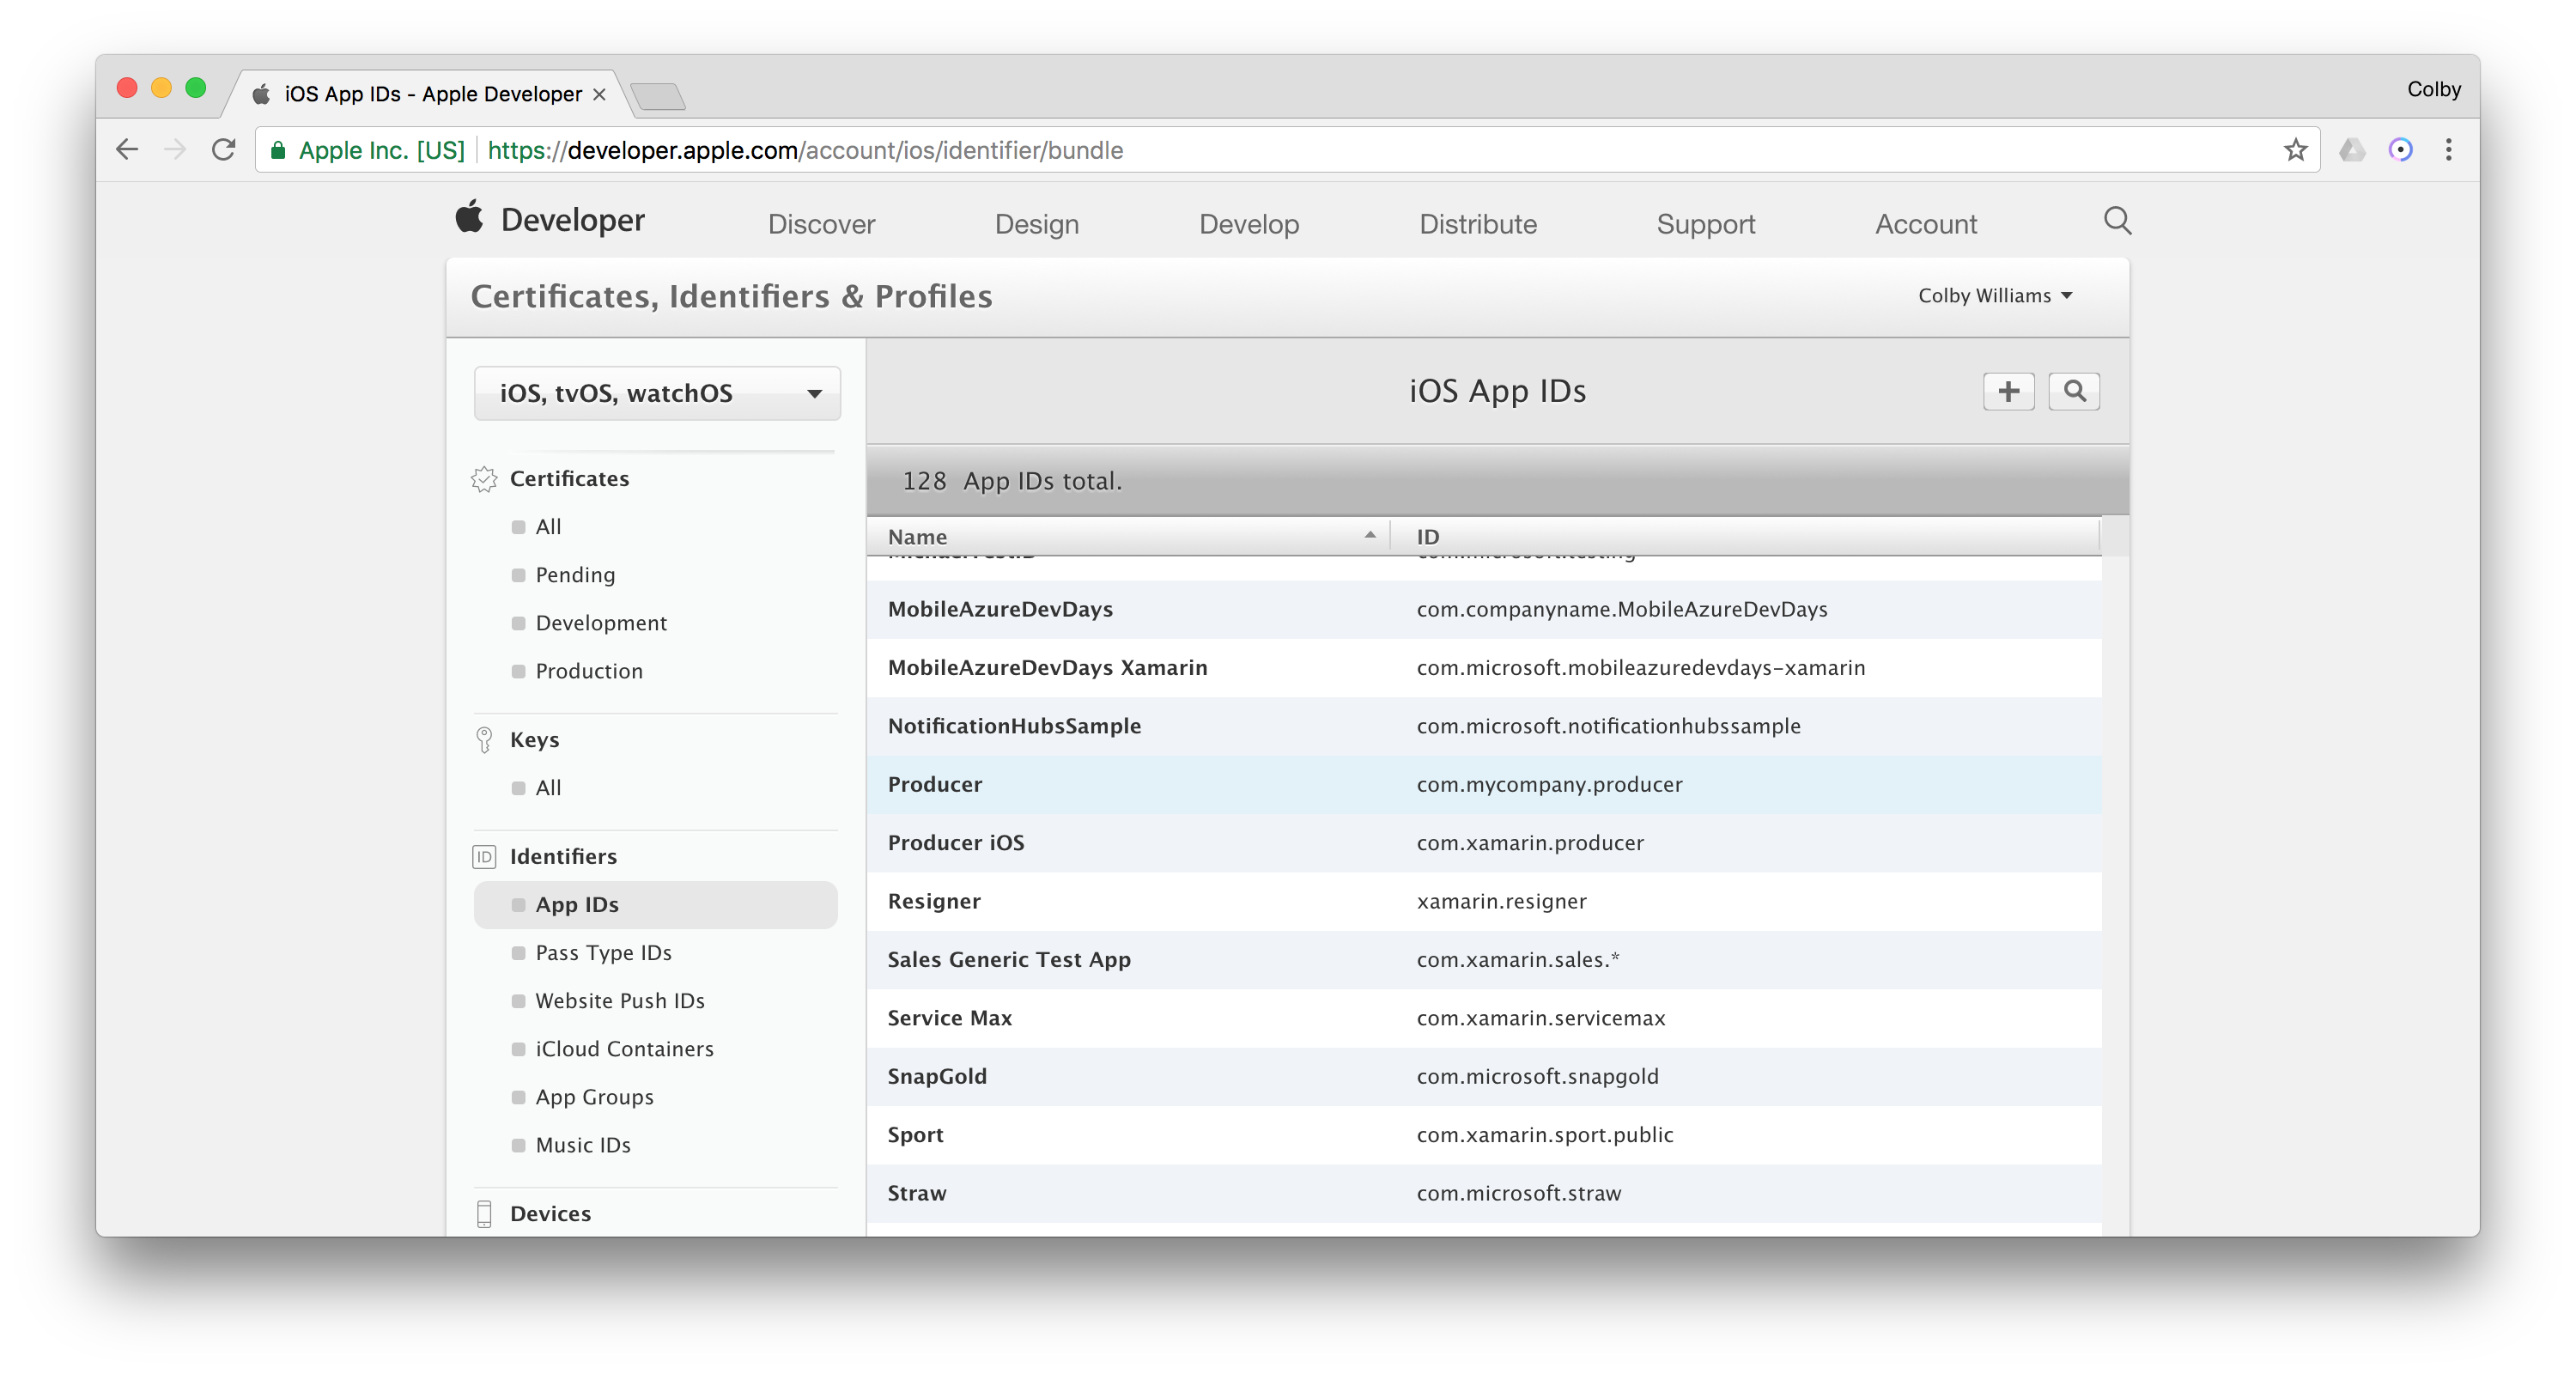 iOS App IDs - Apple Developer
Colby
Apple Inc. [US] https://developer.apple.com/account/ios/identifier/bundle
Developer Discover Design Develop Distribute Support Account
Certificates, Identifiers & Profiles
Colby Williams
iOS, tvOS, watchOS
Certificates
All
Pending
Development
Production
Keys
All
ID Identifiers
App IDs
Pass Type IDs
Website Push IDs
iCloud Containers
App Groups
Music IDs
Devices
iOS App IDs
128 App IDs total.
Name ID
MobileAzureDevDays com.companyname.MobileAzureDevDays
MobileAzureDevDays Xamarin com.microsoft.mobileazuredevdays-xamarin
NotificationHubsSample com.microsoft.notificationhubssample
Producer com.mycompany.producer
Producer iOS com.xamarin.producer
Resigner xamarin.resigner
Sales Generic Test App com.xamarin.sales.*
Service Max com.xamarin.servicemax
SnapGold com.microsoft.snapgold
Sport com.xamarin.sport.public
Straw com.microsoft.straw